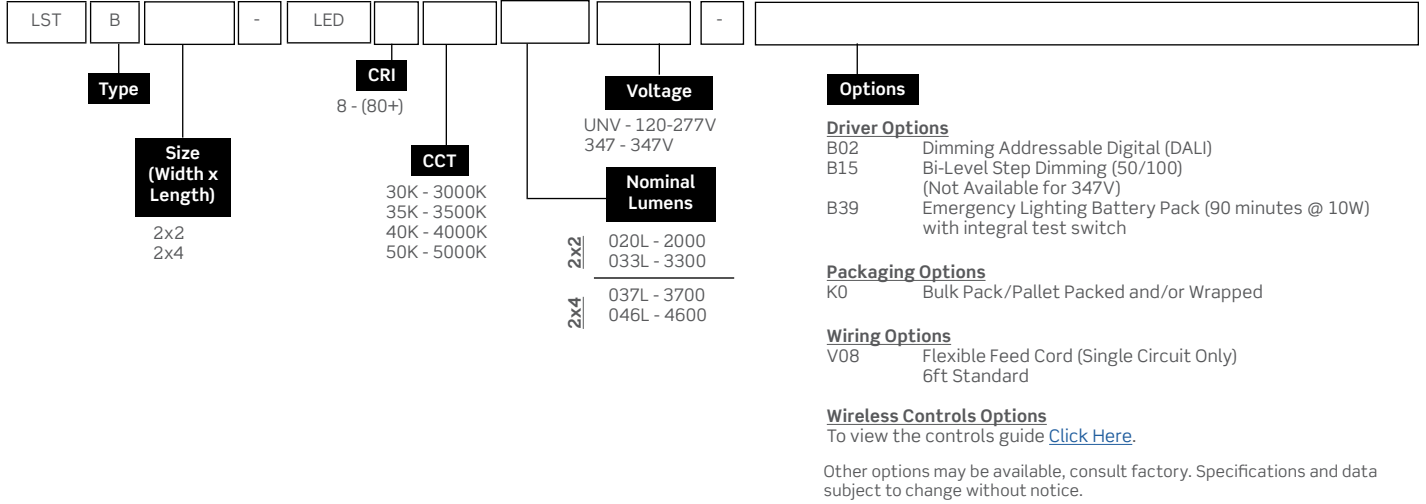 LST B - LED -
Type
Size
(Width x
Length)
2x2
2x4
CRI
8 - (80+)
CCT
30K - 3000K
35K - 3500K
40K - 4000K
50K - 5000K
Voltage
UNV - 120-277V
347 - 347V
Nominal
Lumens
2x2
020L - 2000
033L - 3300
2x4
037L - 3700
046L - 4600
Options
Driver Options
B02 Dimming Addressable Digital (DALI)
B15 Bi-Level Step Dimming (50/100)
(Not Available for 347V)
B39 Emergency Lighting Battery Pack (90 minutes @ 10W)
with integral test switch
Packaging Options
K0 Bulk Pack/Pallet Packed and/or Wrapped
Wiring Options
V08 Flexible Feed Cord (Single Circuit Only)
6ft Standard
Wireless Controls Options
To view the controls guide Click Here.
Other options may be available, consult factory. Specifications and data
subject to change without notice.